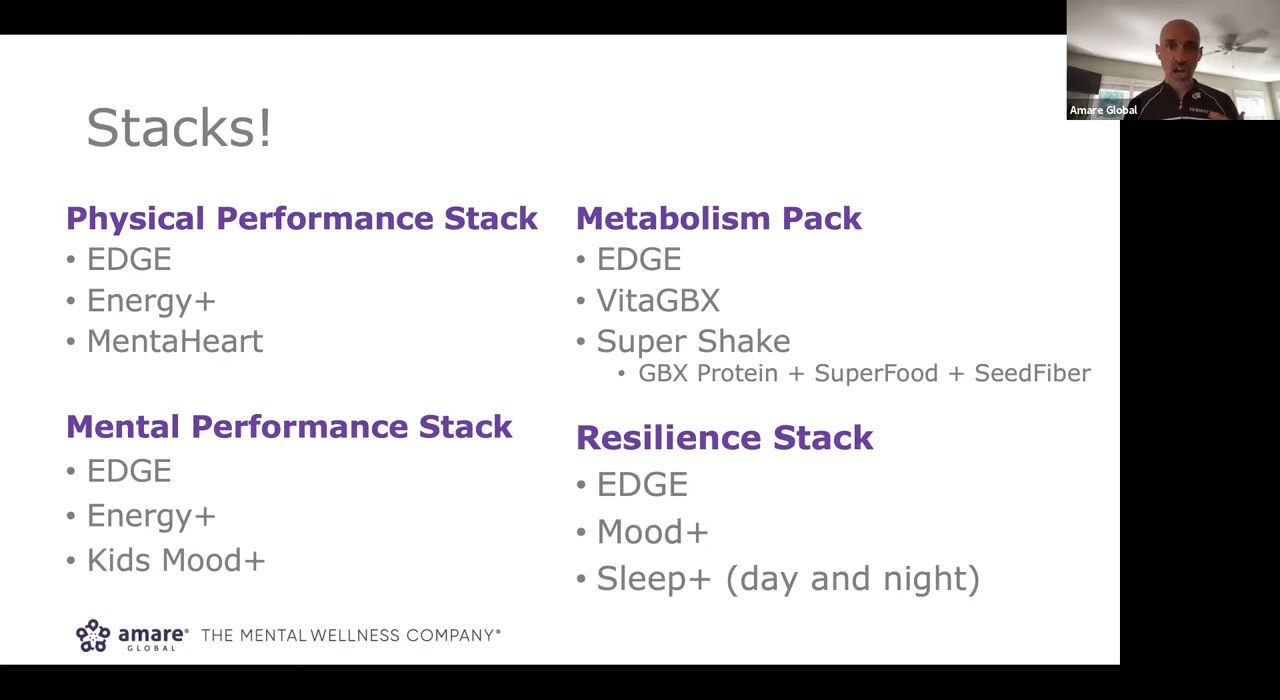 Stacks!
Physical Performance Stack
• EDGE
• Energy+
• MentaHeart
Mental Performance Stack
• EDGE
• Energy+
• Kids Mood+
Metabolism Pack
• EDGE
• VitaGBX
• Super Shake
• GBX Protein + SuperFood + SeedFiber
Resilience Stack
• EDGE
• Mood+
• Sleep+ (day and night)
amare®
GLOBAL
THE MENTAL WELLNESS COMPANY®
Amare Global